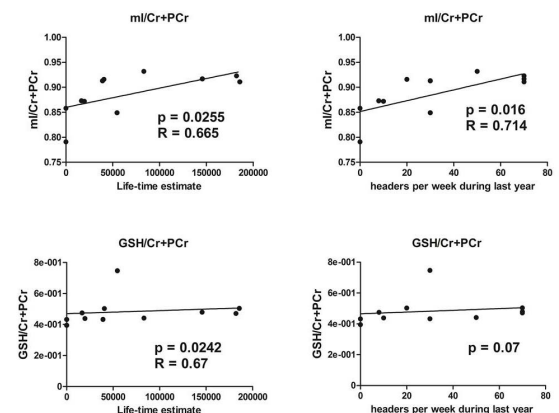 mI/Cr+PCr
mI/Cr+PCr
1.00
0.95
0.90
0.85
0.80
0.75
0
50000
100000
150000
200000
p = 0.0255
R = 0.665
Life-time estimate
mI/Cr+PCr
mI/Cr+PCr
1.00
0.95
0.90
0.85
0.80
0.75
0
20
40
60
80
p = 0.016
R = 0.714
headers per week during last year
GSH/Cr+PCr
GSH/Cr+PCr
8e-001
6e-001
4e-001
2e-001
0
0
50000
100000
150000
200000
p = 0.0242
R = 0.67
Life-time estimate
GSH/Cr+PCr
GSH/Cr+PCr
8e-001
6e-001
4e-001
2e-001
0
0
20
40
60
80
p = 0.07
headers per week during last year